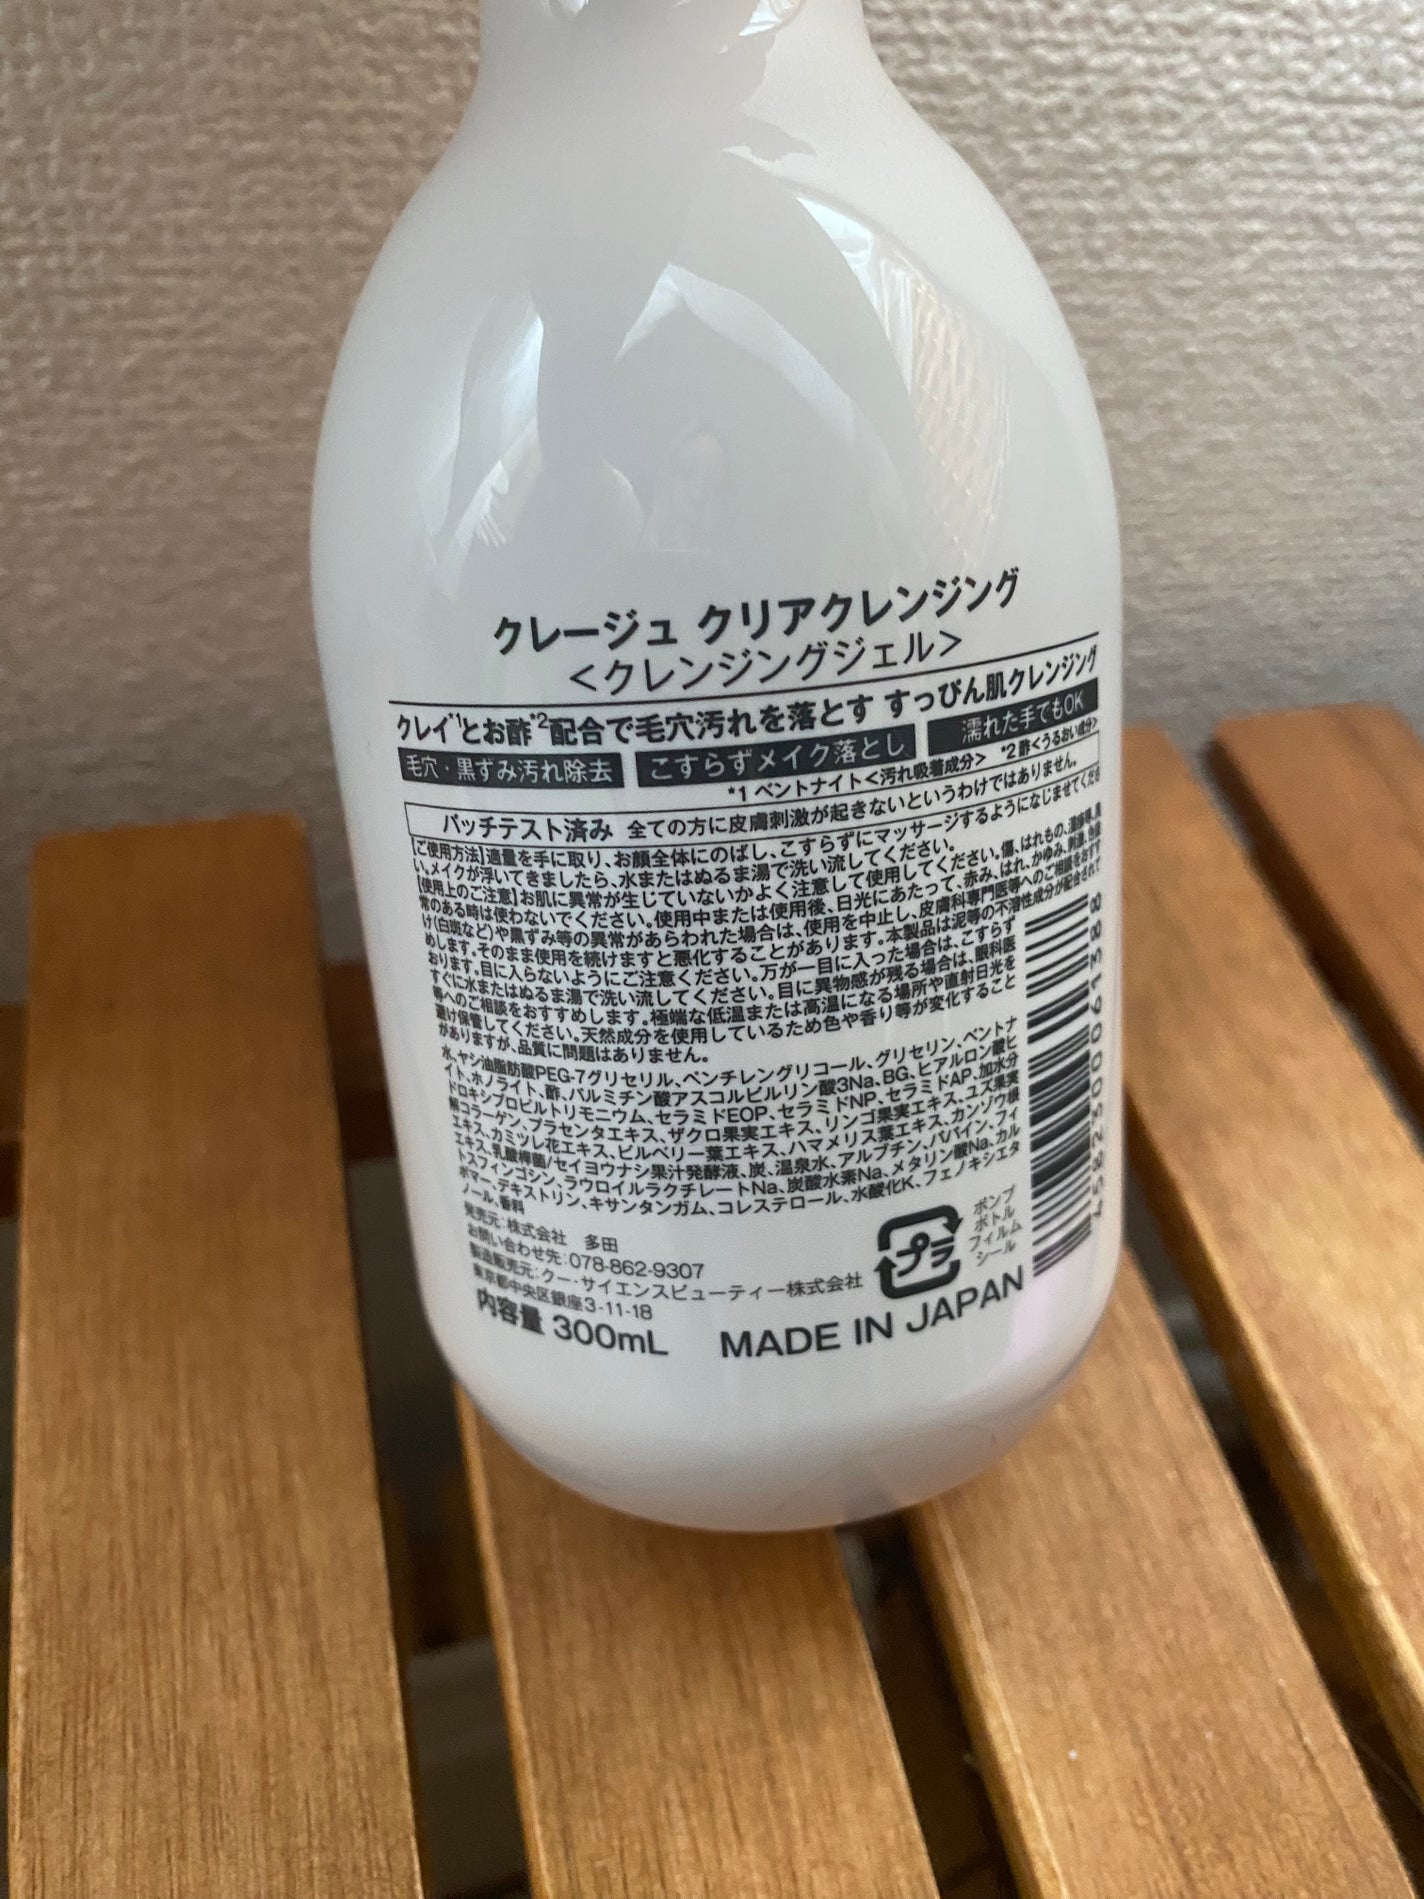 クレージュ クリアクレンジング
＜クレンジングジェル＞
クレイ*1とお酢*2配合で毛穴汚れを落とす すっぴん肌クレンジング
毛穴・黒ずみ汚れ除去 こすらずメイク落とし 濡れた手でもOK
*1 ベントナイト＜汚れ吸着成分＞ *2 酢＜うるおい成分＞
パッチテスト済み 全ての方に皮膚刺激が起きないというわけではありません。
【ご使用方法】適量を手に取り、お顔全体にのばし、こすらずにマッサージするようになじませてくださ
い。メイクが浮いてきましたら、水またはぬるま湯で洗い流してください。
【使用上のご注意】お肌に異常が生じていないかよく注意して使用してください。傷、はれもの、湿疹等、異
常のある時は使わないでください。使用中または使用後、日光にあたって、赤み、はれ、かゆみ、刺激、色抜
け(白斑など)や黒ずみ等の異常があらわれた場合は、使用を中止し、皮膚科専門医等へのご相談をおすす
めします。そのまま使用を続けますと悪化することがあります。本製品は泥等の不溶性成分が配合されて
おります。目に入らないようにご注意ください。万が一目に入った場合は、こすらず
すぐに水またはぬるま湯で洗い流してください。目に異物感が残る場合は、眼科医
等へのご相談をおすすめします。極端な低温または高温になる場所や直射日光を
避け保管してください。天然成分を使用しているため色や香り等が変化すること
がありますが、品質に問題はありません。
水、ヤシ油脂肪酸PEG-7グリセリル、ペンチレングリコール、グリセリン、ベントナ
イト、ホノライト、酢、パルミチン酸アスコルビルリン酸3Na、BG、ヒアルロン酸ヒ
ドロキシプロピルトリモニウム、セラミドEOP、セラミドNP、セラミドAP、加水分
解コラーゲン、プラセンタエキス、ザクロ果実エキス、リンゴ果実エキス、ユズ果実
エキス、カミツレ花エキス、ビルベリー葉エキス、ハマメリス葉エキス、カンゾウ根
エキス、乳酸桿菌/セイヨウナシ果汁発酵液、炭、温泉水、アルブチン、パパイン、フィ
トスフィンゴシン、ラウロイルラクチレートNa、炭酸水素Na、メタリン酸Na、カル
ボマー、デキストリン、キサンタンガム、コレステロール、水酸化K、フェノキシエタ
ノール、香料
発売元：株式会社 多田
お問い合わせ先：078-862-9307
製造販売元：クー・サイエンスビューティー株式会社
東京都中央区銀座3-11-18
内容量 300mL
プラ
ポンプ
ボトル
フィルム
シール
MADE IN JAPAN